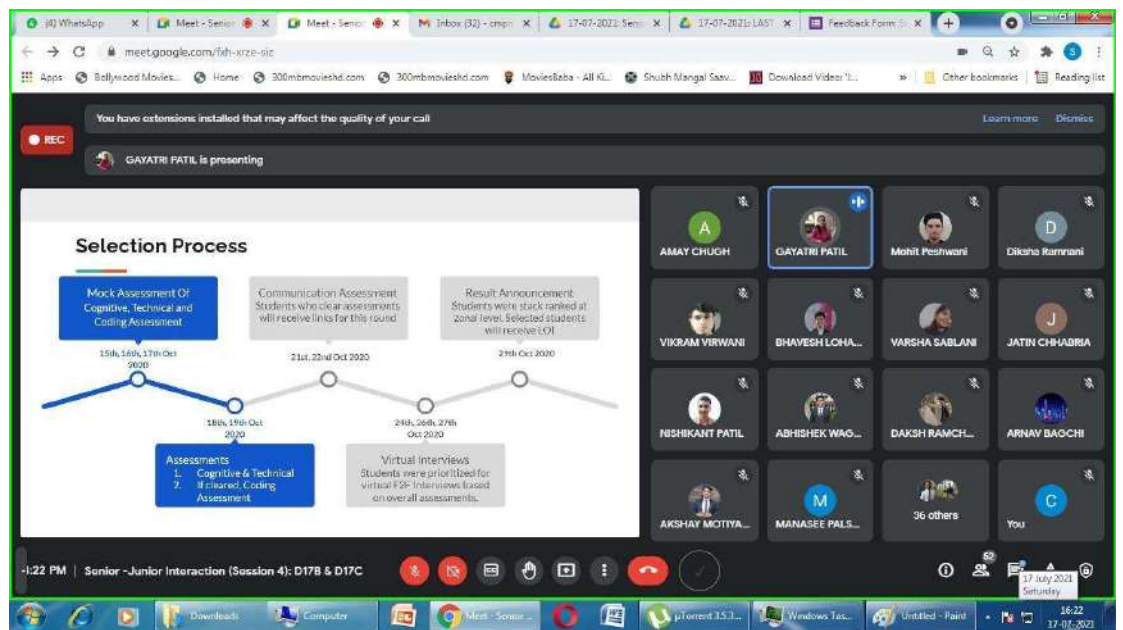 (4) WhatsApp
Meet - Senior
Meet - Senior
Inbox (32) - cmpn
17-07-2021: Sem
17-07-2021: LAST
Feedback Form: S
meet.google.com/fxh-xrze-siz
S
Apps
Bollywood Movies...
Home
300mbmovieshd.com
300mbmovieshd.com
MoviesBaba - All Ki...
Shubh Mangal Saav...
Download Video: 'I...
»
Other bookmarks
Reading list
You have extensions installed that may affect the quality of your call
Learn more
Dismiss
REC
GAYATRI PATIL is presenting
Selection Process
Mock Assessment Of
Cognitive, Technical and
Coding Assessment
Communication Assessment
Students who clear assessments
will receive links for this round
Result Announcement
Students were stack ranked at
zonal level. Selected students
will receive LOI
15th, 16th, 17th Oct
2020
21st, 22nd Oct 2020
29th Oct 2020
18th, 19th Oct
2020
24th, 26th, 27th
Oct 2020
Assessments
1. Cognitive & Technical
2. If cleared, Coding
Assessment
Virtual Interviews
Students were prioritized for
virtual F2F Interviews based
on overall assessments.
A
AMAY CHUGH
GAYATRI PATIL
Mohit Peshwani
D
Diksha Ramnani
VIKRAM VIRWANI
BHAVESH LOHA...
VARSHA SABLANI
J
JATIN CHHABRIA
NISHIKANT PATIL
ABHISHEK WAG...
DAKSH RAMCH...
ARNAV BAGCHI
AKSHAY MOTIYA...
M
MANASEE PALS...
36 others
C
You
4:22 PM | Senior -Junior Interaction (Session 4): D17B & D17C
52
17 July 2021
Saturday
Downloads
Computer
Meet - Senior ...
µTorrent 3.5.3...
Windows Tas...
Untitled - Paint
16:22
17-07-2021